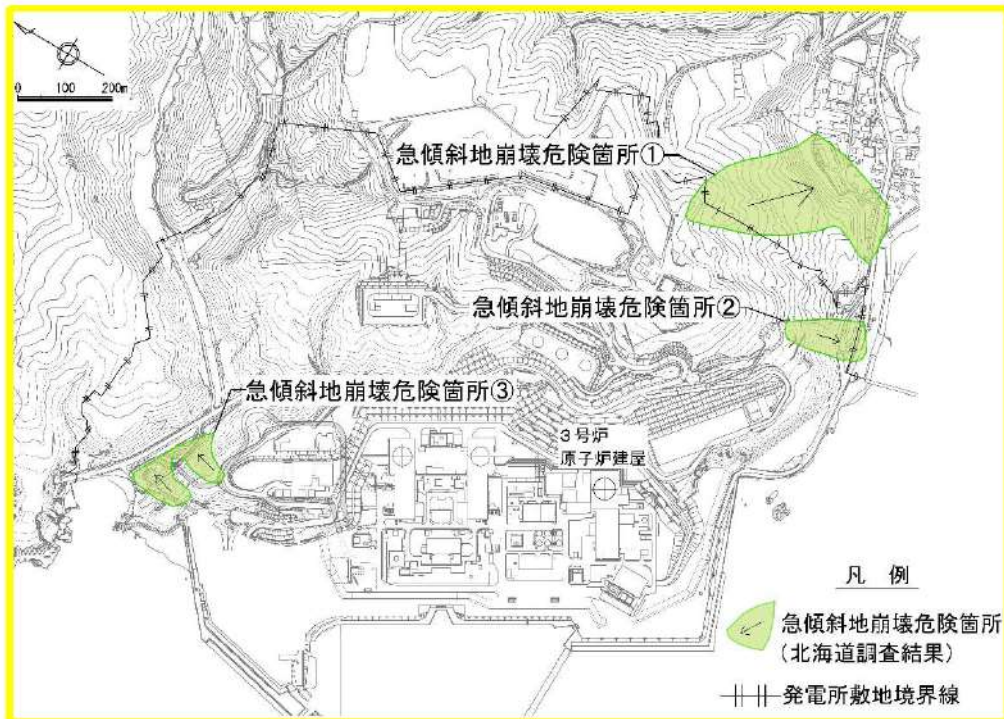 0 100 200m
急傾斜地崩壊危険箇所①
急傾斜地崩壊危険箇所②
急傾斜地崩壊危険箇所③
3号炉
原子炉建屋
凡 例
急傾斜地崩壊危険箇所
(北海道調査結果)
発電所敷地境界線